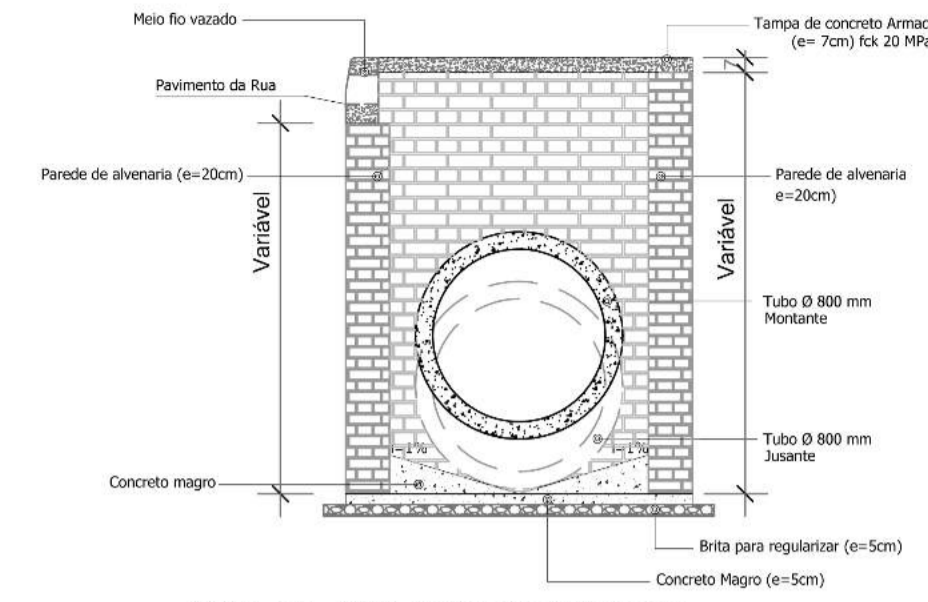 Meio fio vazado
Tampa de concreto Armad
(e= 7cm) fck 20 MPa
7
Pavimento da Rua
Parede de alvenaria (e=20cm)
Parede de alvenaria
e=20cm)
Variável
Variável
Tubo Ø 800 mm
Montante
Tubo Ø 800 mm
Jusante
i=1%
i=1%
Concreto magro
Brita para regularizar (e=5cm)
Concreto Magro (e=5cm)